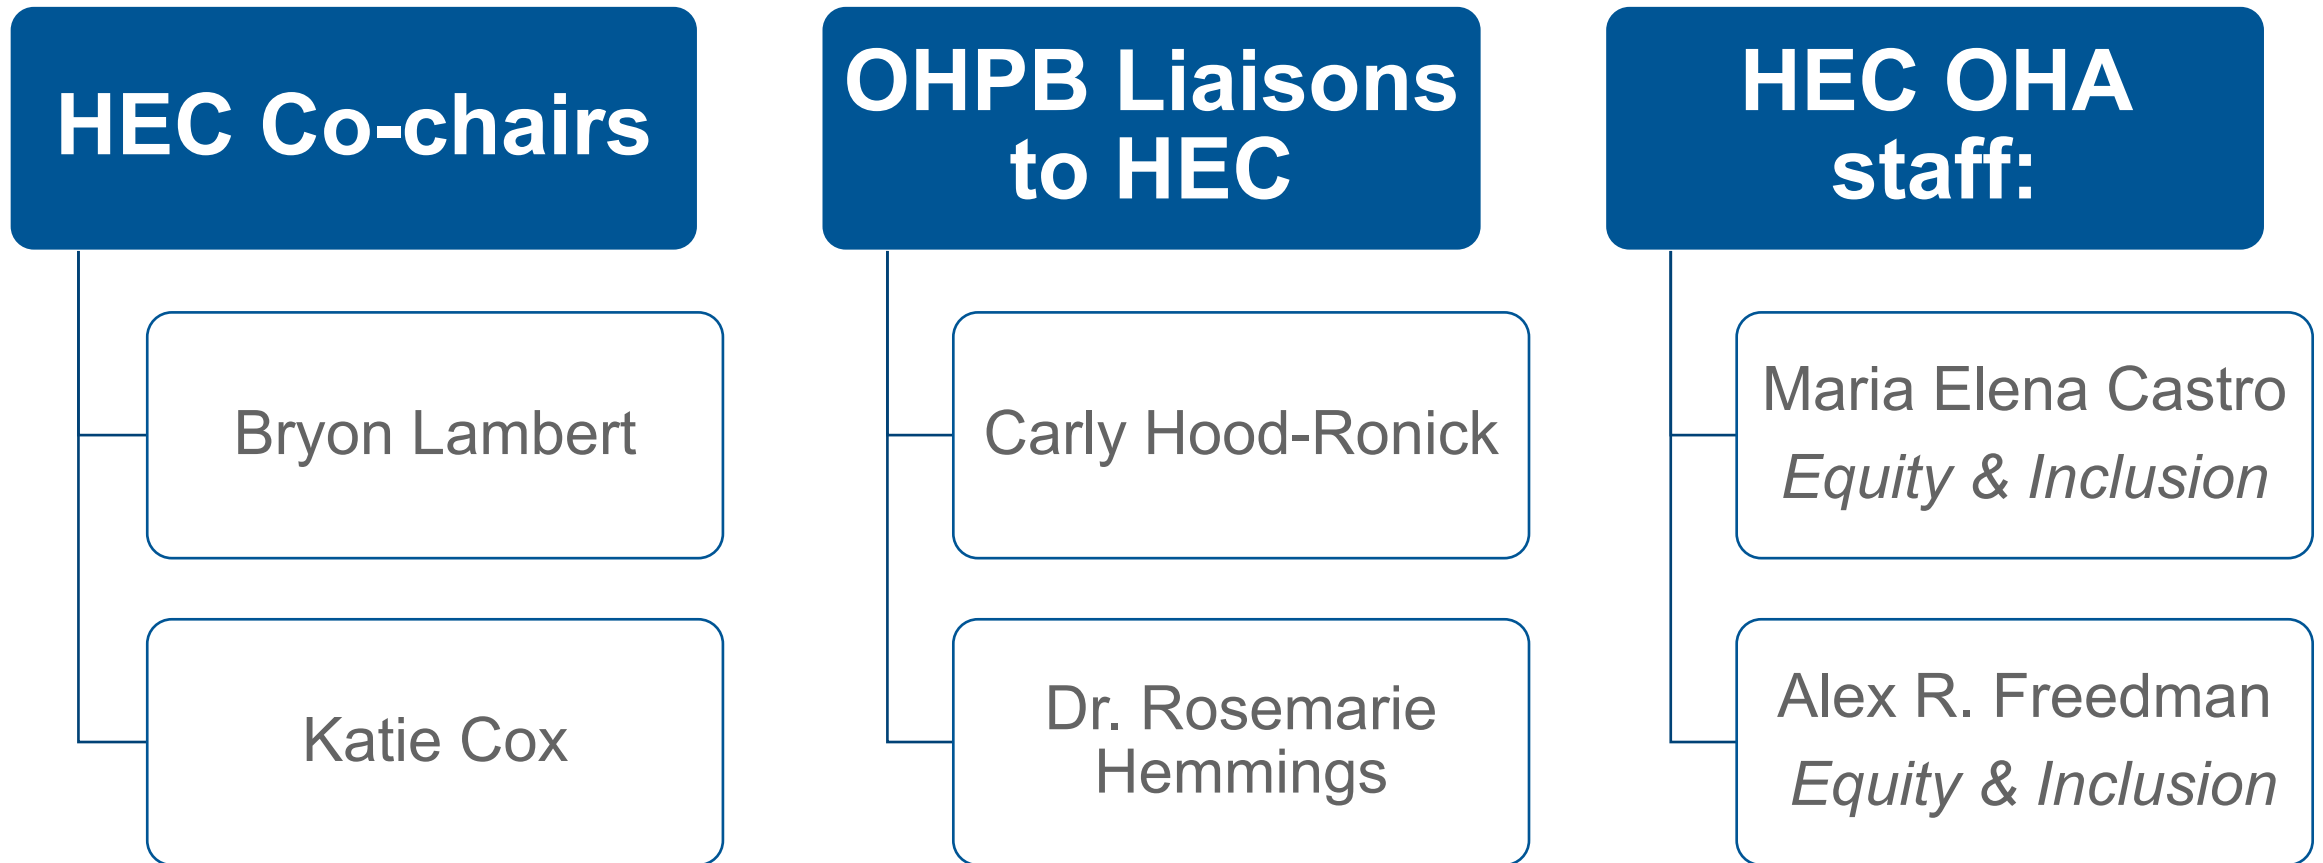 HEC Co-chairs
Bryon Lambert
Katie Cox
OHPB Liaisons
to HEC
Carly Hood-Ronick
Dr. Rosemarie
Hemmings
HEC OHA
staff:
Maria Elena Castro
Equity & Inclusion
Alex R. Freedman
Equity & Inclusion